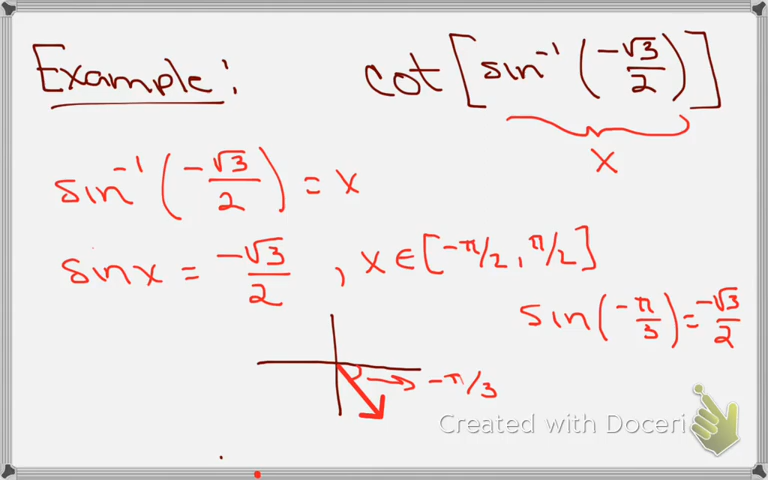 Example: cot[sin⁻¹(-√3/2)]
x
sin⁻¹(-√3/2) = x
sin x = -√3/2 , x ∈ [-π/2, π/2]
sin(-π/3) = -√3/2
→ -π/3
Created with Doceri